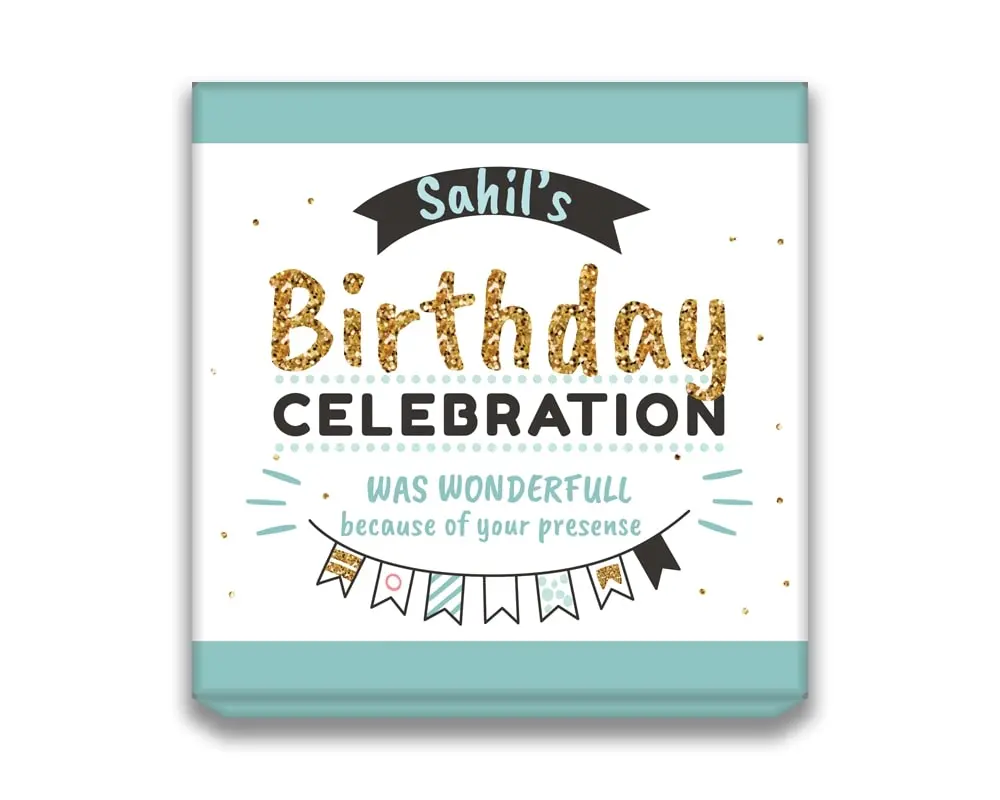 Sahil's
Birthday
CELEBRATION
WAS WONDERFULL
because of your presense